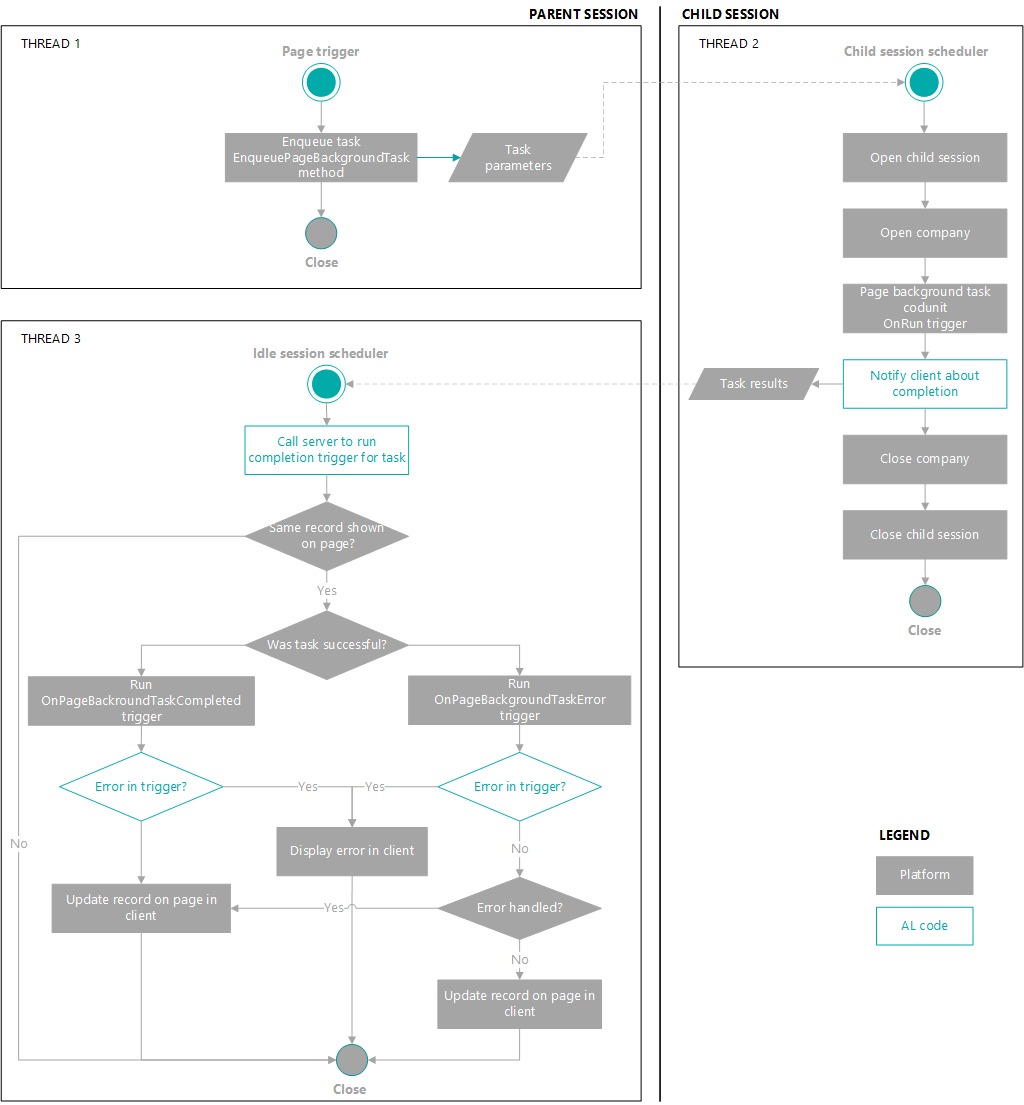 PARENT SESSION
CHILD SESSION
THREAD 1
Page trigger
Enqueue task
EnqueuePageBackgroundTask
method
Task
parameters
Close
THREAD 2
Child session scheduler
Open child session
Open company
Page background task
codunit
OnRun trigger
Notify client about
completion
Task results
Close company
Close child session
Close
THREAD 3
Idle session scheduler
Call server to run
completion trigger for task
Same record shown
on page?
Yes
Was task successful?
Run
OnPageBackroundTaskCompleted
trigger
Run
OnPageBackgroundTaskError
trigger
Error in trigger?
Yes
Yes
Error in trigger?
No
Display error in client
No
Update record on page in
client
Yes
Error handled?
No
Update record on page in
client
Close
LEGEND
Platform
AL code